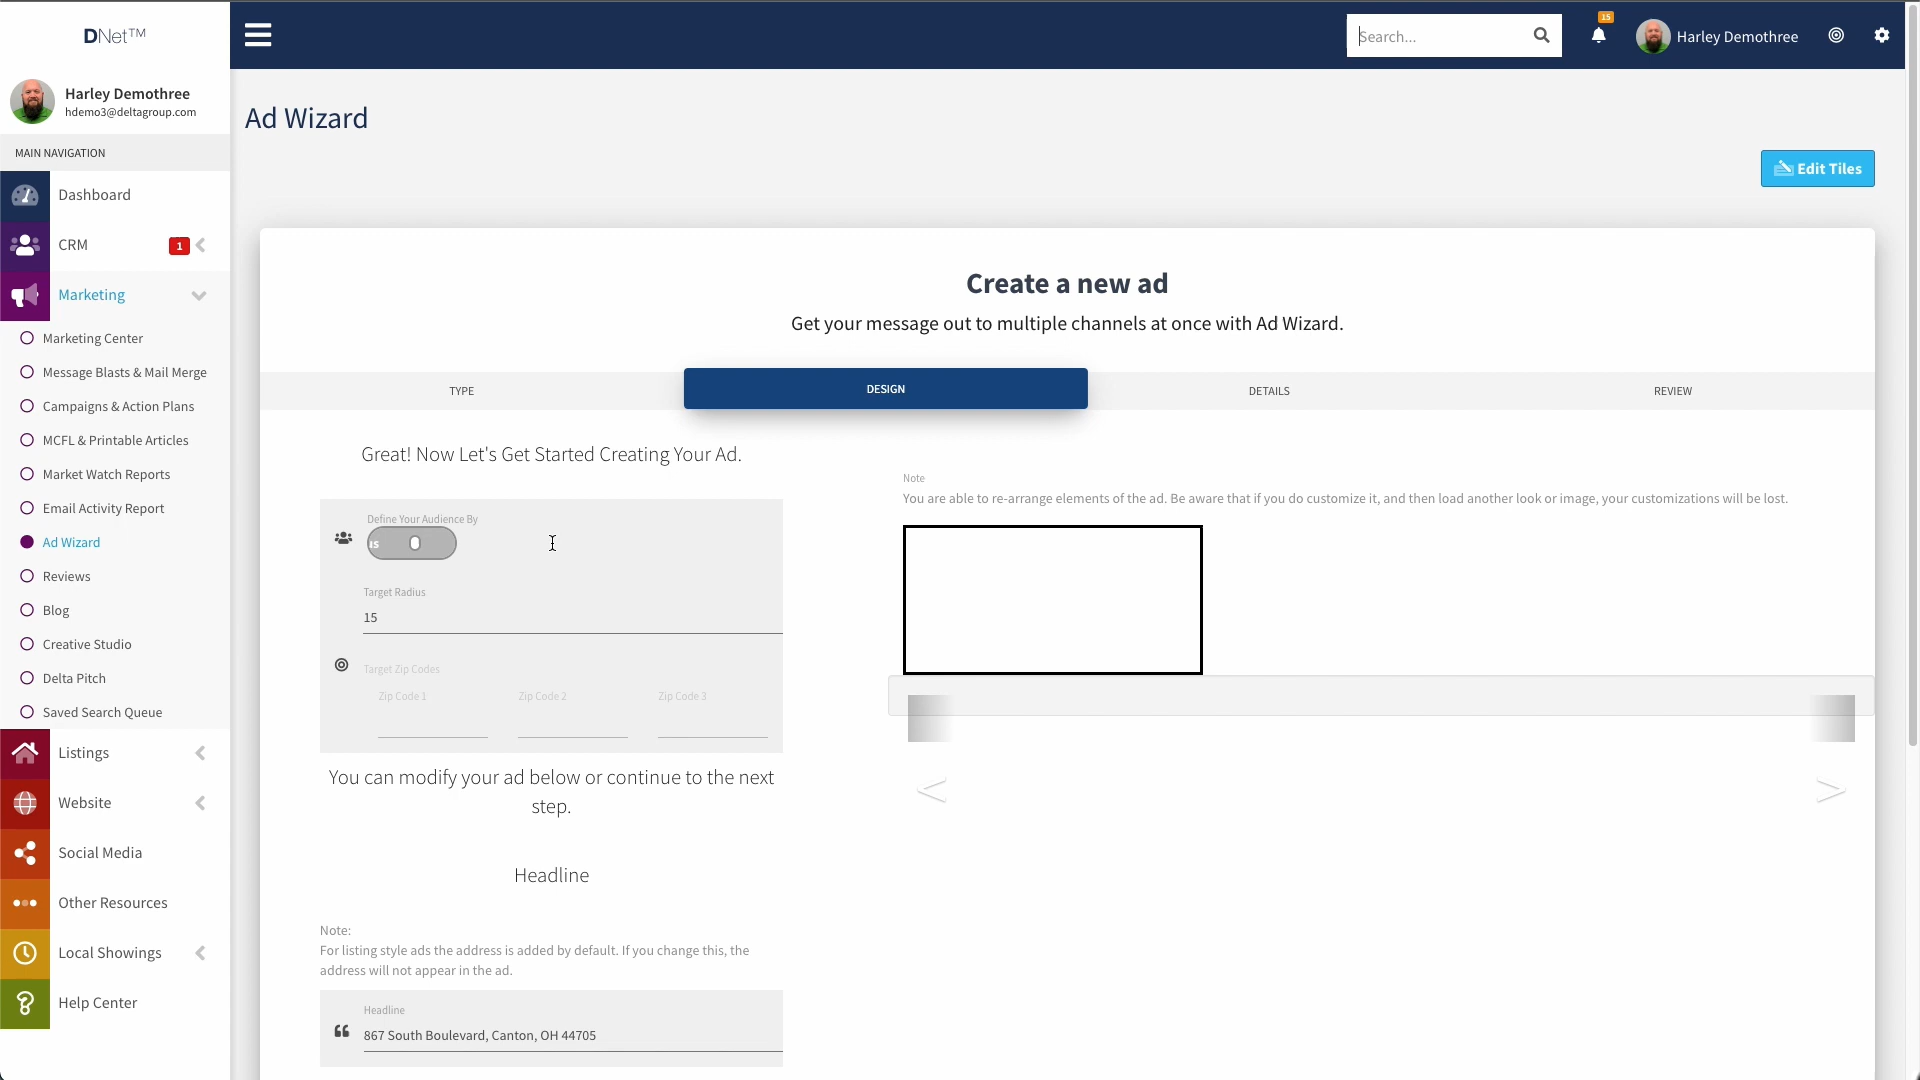 DNet™
Search...
15
Harley Demothree
Harley Demothree
hdemo3@deltagroup.com
MAIN NAVIGATION
Dashboard
CRM
1
Marketing
Marketing Center
Message Blasts & Mail Merge
Campaigns & Action Plans
MCFL & Printable Articles
Market Watch Reports
Email Activity Report
Ad Wizard
Reviews
Blog
Creative Studio
Delta Pitch
Saved Search Queue
Listings
Website
Social Media
Other Resources
Local Showings
Help Center
Ad Wizard
Edit Tiles
Create a new ad
Get your message out to multiple channels at once with Ad Wizard.
TYPE
DESIGN
DETAILS
REVIEW
Great! Now Let's Get Started Creating Your Ad.
Define Your Audience By
Target Radius
15
Target Zip Codes
Zip Code 1
Zip Code 2
Zip Code 3
You can modify your ad below or continue to the next
step.
Headline
Note:
For listing style ads the address is added by default. If you change this, the
address will not appear in the ad.
Headline
867 South Boulevard, Canton, OH 44705
Note
You are able to re-arrange elements of the ad. Be aware that if you do customize it, and then load another look or image, your customizations will be lost.